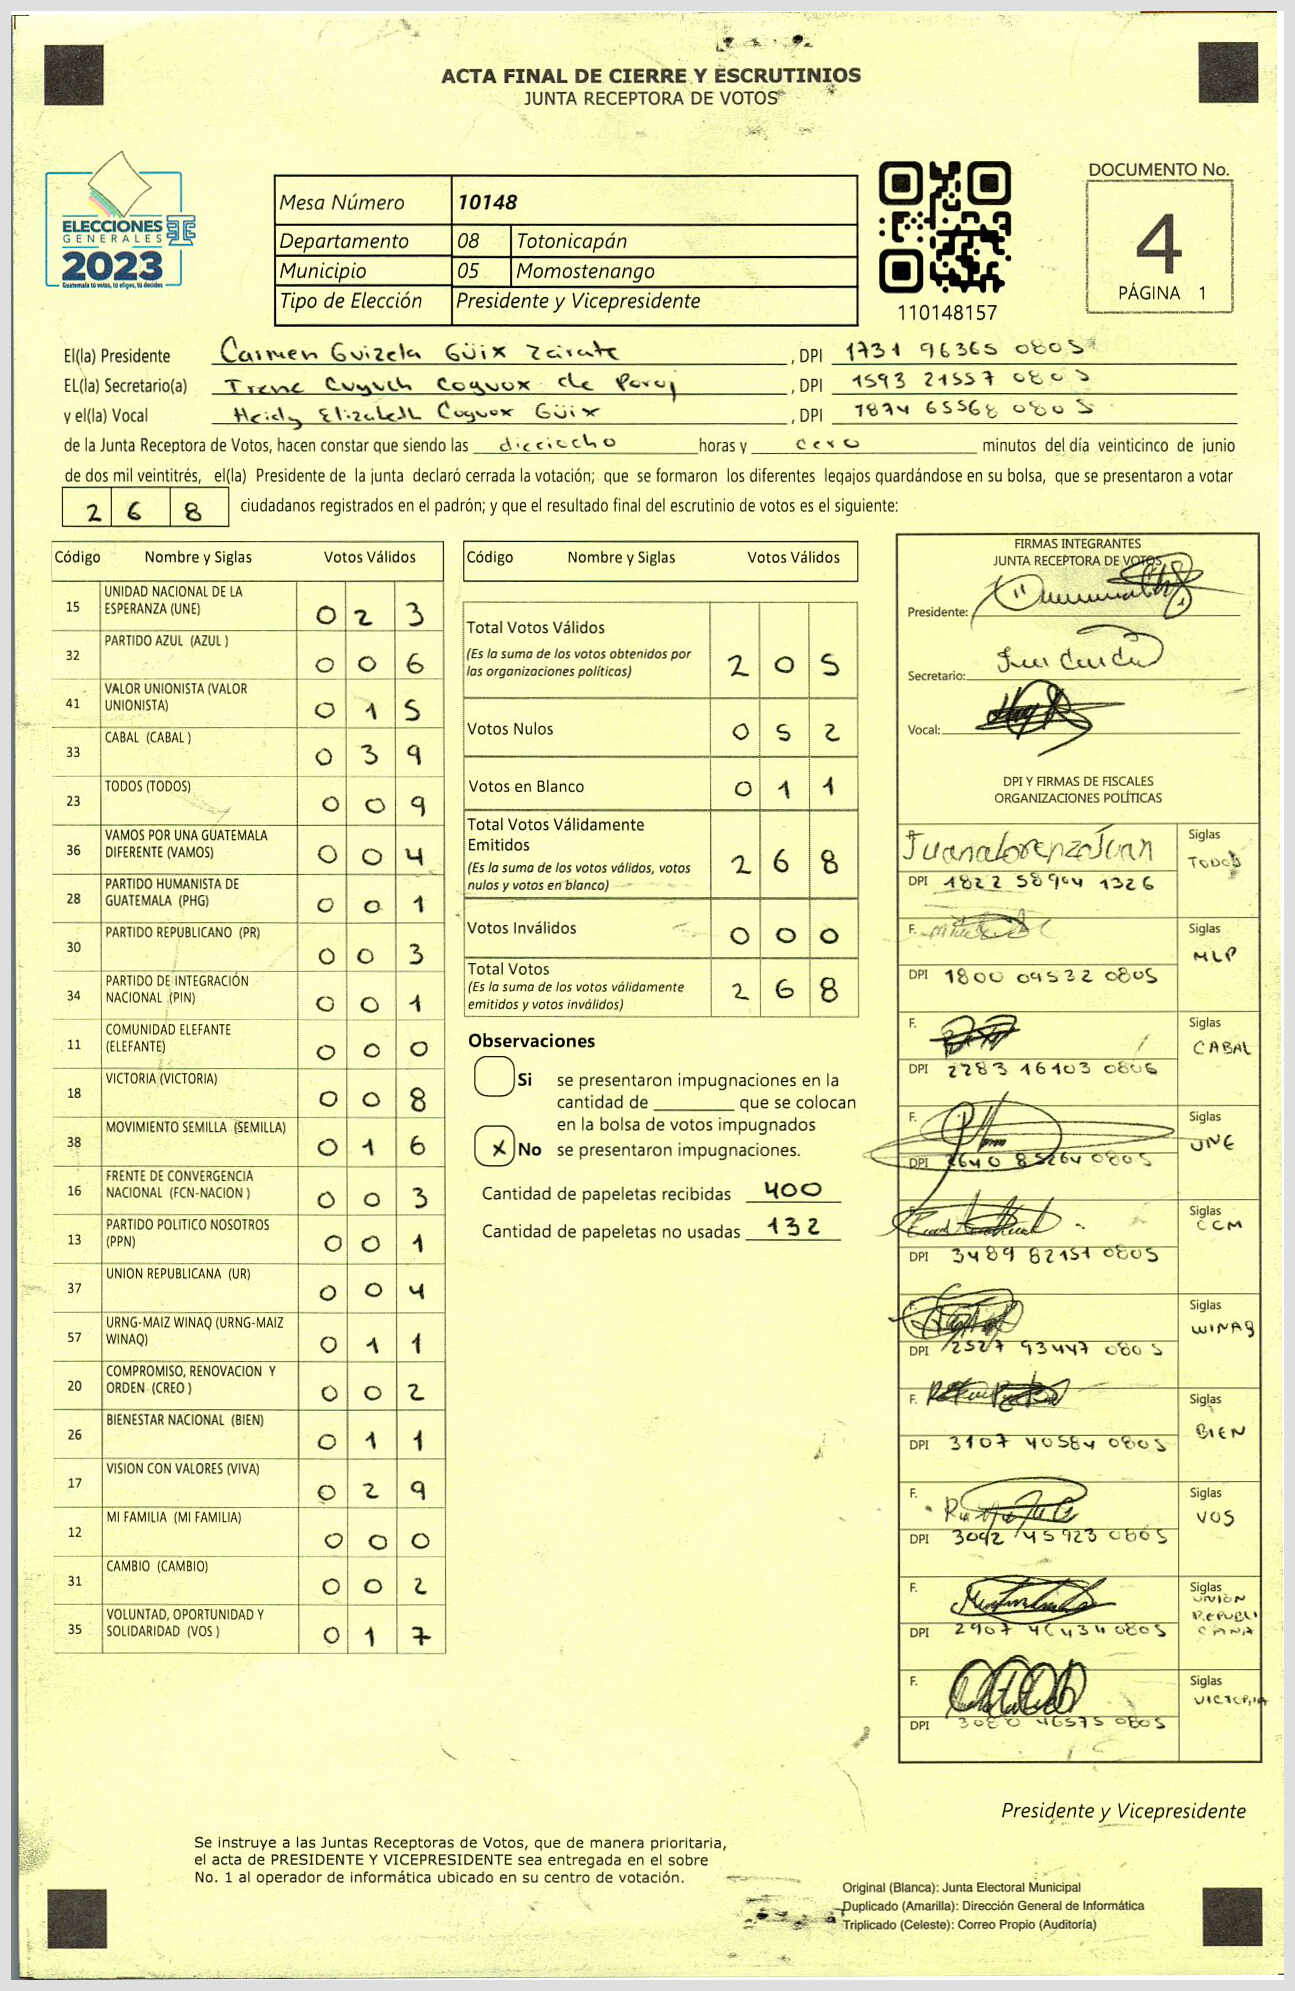 ACTA FINAL DE CIERRE Y ESCRUTINIOS
JUNTA RECEPTORA DE VOTOS
ELECCIONES
GENERALES
2023
Guatemala tú votas, tú eliges, tú decides
Mesa Número 10148
Departamento 08 Totonicapán
Municipio 05 Momostenango
Tipo de Elección Presidente y Vicepresidente
110148157
DOCUMENTO No.
4
PÁGINA 1
El(la) Presidente Carmen Guizela Güix Zárate, DPI 1731 96365 0805
EL(la) Secretario(a) Irene Cuyuch Coguox de Poroj, DPI 1593 21557 0805
y el(la) Vocal Heidy Elizabeth Coguox Güix, DPI 1874 65568 0805
de la Junta Receptora de Votos, hacen constar que siendo las dieciocho horas y cero minutos del día veinticinco de junio
de dos mil veintitrés, el(la) Presidente de la junta declaró cerrada la votación; que se formaron los diferentes legajos guardándose en su bolsa, que se presentaron a votar
268 ciudadanos registrados en el padrón; y que el resultado final del escrutinio de votos es el siguiente:
Código Nombre y Siglas Votos Válidos
15 UNIDAD NACIONAL DE LA
ESPERANZA (UNE) 0 2 3
32 PARTIDO AZUL (AZUL ) 0 0 6
41 VALOR UNIONISTA (VALOR
UNIONISTA) 0 1 5
33 CABAL (CABAL ) 0 3 9
23 TODOS (TODOS) 0 0 9
36 VAMOS POR UNA GUATEMALA
DIFERENTE (VAMOS) 0 0 4
28 PARTIDO HUMANISTA DE
GUATEMALA (PHG) 0 0 1
30 PARTIDO REPUBLICANO (PR) 0 0 3
34 PARTIDO DE INTEGRACIÓN
NACIONAL (PIN) 0 0 1
11 COMUNIDAD ELEFANTE
(ELEFANTE) 0 0 0
18 VICTORIA (VICTORIA) 0 0 8
38 MOVIMIENTO SEMILLA (SEMILLA) 0 1 6
16 FRENTE DE CONVERGENCIA
NACIONAL (FCN-NACION ) 0 0 3
13 PARTIDO POLITICO NOSOTROS
(PPN) 0 0 1
37 UNION REPUBLICANA (UR) 0 0 4
57 URNG-MAIZ WINAQ (URNG-MAIZ
WINAQ) 0 1 1
20 COMPROMISO, RENOVACION Y
ORDEN (CREO ) 0 0 2
26 BIENESTAR NACIONAL (BIEN) 0 1 1
17 VISION CON VALORES (VIVA) 0 2 9
12 MI FAMILIA (MI FAMILIA) 0 0 0
31 CAMBIO (CAMBIO) 0 0 2
35 VOLUNTAD, OPORTUNIDAD Y
SOLIDARIDAD (VOS ) 0 1 7
Código Nombre y Siglas Votos Válidos
Total Votos Válidos
(Es la suma de los votos obtenidos por
las organizaciones políticas) 2 0 5
Votos Nulos 0 5 2
Votos en Blanco 0 1 1
Total Votos Válidamente
Emitidos
(Es la suma de los votos válidos, votos
nulos y votos en blanco) 2 6 8
Votos Inválidos 0 0 0
Total Votos
(Es la suma de los votos válidamente
emitidos y votos inválidos) 2 6 8
Observaciones
Si se presentaron impugnaciones en la
cantidad de ________ que se colocan
en la bolsa de votos impugnados
X No se presentaron impugnaciones.
Cantidad de papeletas recibidas 400
Cantidad de papeletas no usadas 132
FIRMAS INTEGRANTES
JUNTA RECEPTORA DE VOTOS
Presidente:
Secretario:
Vocal:
DPI Y FIRMAS DE FISCALES
ORGANIZACIONES POLÍTICAS
Juana Lorenzo Juan Siglas
TODOS
DPI 1822 58904 1326
F. Siglas
MLP
DPI 1800 04532 0805
F. Siglas
CABAL
DPI 2283 16103 0806
F. Siglas
UNE
DPI 2640 85264 0805
Siglas
CCM
DPI 3489 82151 0805
F. Siglas
WINAQ
DPI 2527 93447 0805
F. Siglas
BIEN
DPI 3107 40584 0805
F. Siglas
VOS
DPI 3042 45923 0805
F. Siglas
UNION
REPUBLI
CANA
DPI 2907 46434 0805
F. Siglas
VICTORIA
DPI 3080 46575 0805
Presidente y Vicepresidente
Se instruye a las Juntas Receptoras de Votos, que de manera prioritaria,
el acta de PRESIDENTE Y VICEPRESIDENTE sea entregada en el sobre
No. 1 al operador de informática ubicado en su centro de votación.
Original (Blanca): Junta Electoral Municipal
Duplicado (Amarilla): Dirección General de Informática
Triplicado (Celeste): Correo Propio (Auditoría)